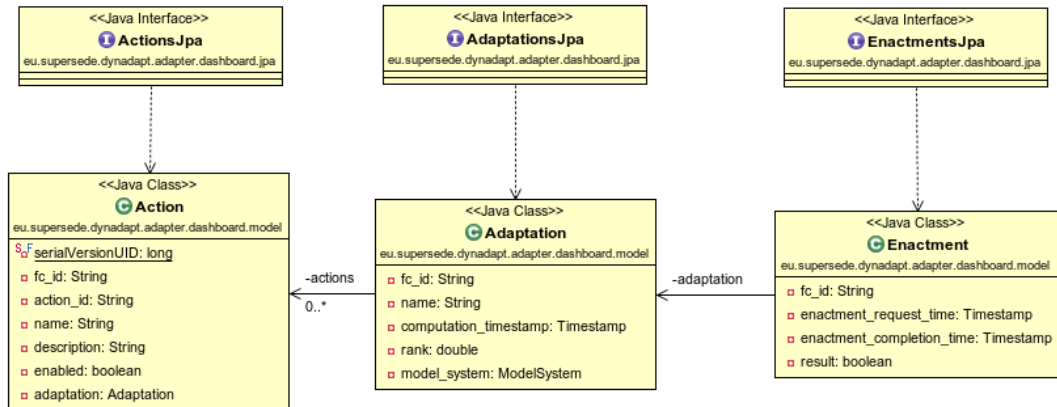 <<Java Interface>>
I ActionsJpa
eu.supersede.dynadapt.adapter.dashboard.jpa
<<Java Interface>>
I AdaptationsJpa
eu.supersede.dynadapt.adapter.dashboard.jpa
<<Java Interface>>
I EnactmentsJpa
eu.supersede.dynadapt.adapter.dashboard.jpa
<<Java Class>>
C Action
eu.supersede.dynadapt.adapter.dashboard.model
S F serialVersionUID: long
fc_id: String
action_id: String
name: String
description: String
enabled: boolean
adaptation: Adaptation
-actions
0..*
<<Java Class>>
C Adaptation
eu.supersede.dynadapt.adapter.dashboard.model
fc_id: String
name: String
computation_timestamp: Timestamp
rank: double
model_system: ModelSystem
-adaptation
<<Java Class>>
C Enactment
eu.supersede.dynadapt.adapter.dashboard.model
fc_id: String
enactment_request_time: Timestamp
enactment_completion_time: Timestamp
result: boolean